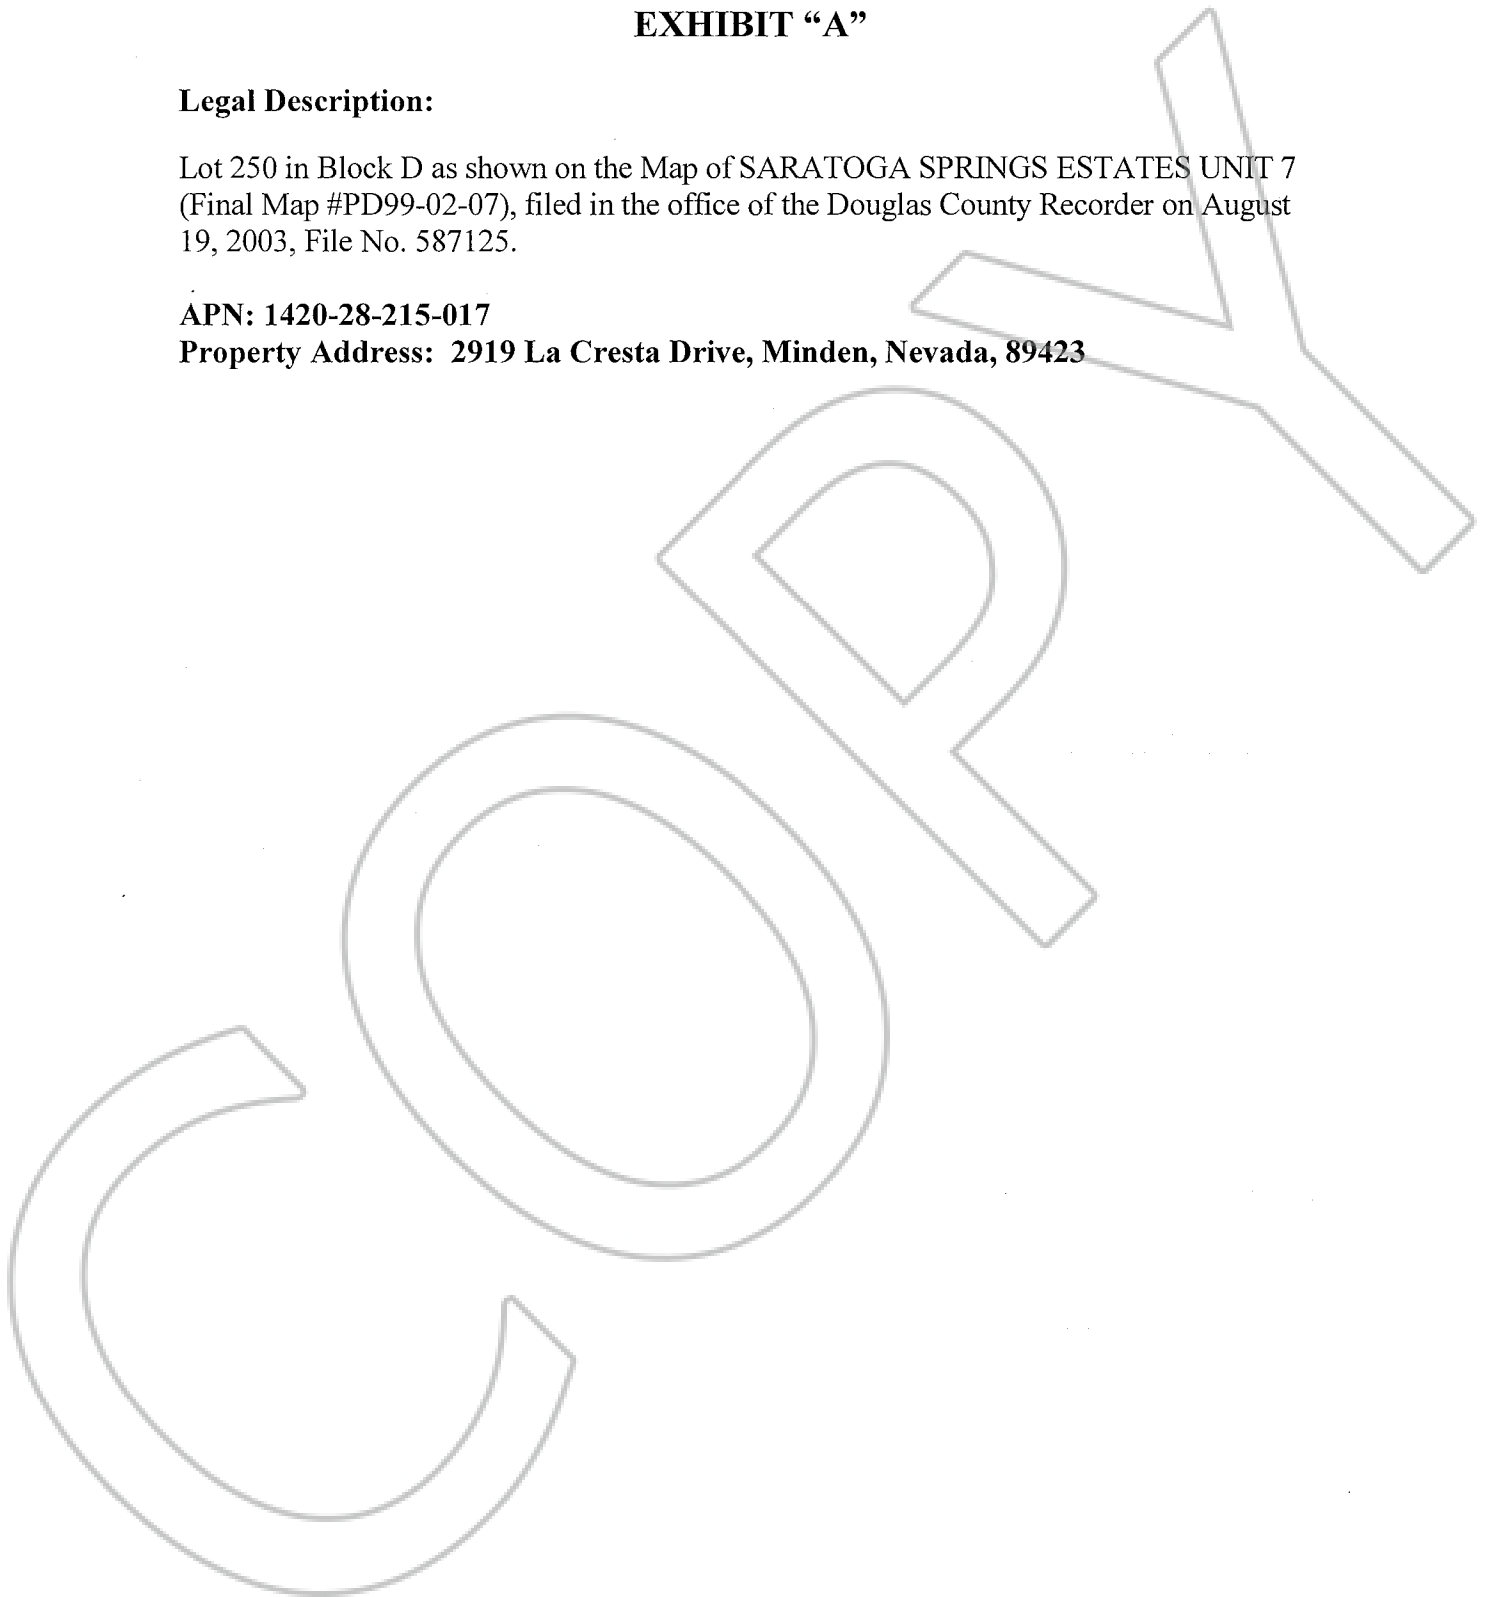 EXHIBIT “A”
Legal Description:
Lot 250 in Block D as shown on the Map of SARATOGA SPRINGS ESTATES UNIT 7
(Final Map #PD99-02-07), filed in the office of the Douglas County Recorder on August
19, 2003, File No. 587125.
APN: 1420-28-215-017
Property Address: 2919 La Cresta Drive, Minden, Nevada, 89423
COPY